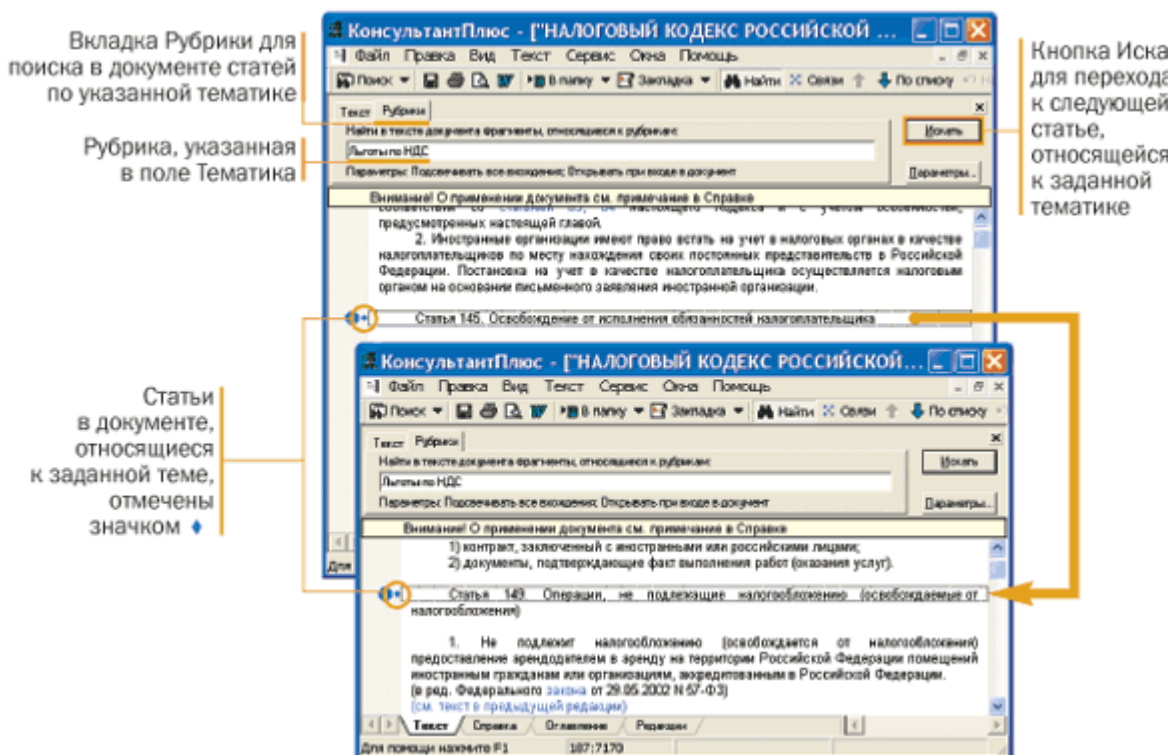 Вкладка Рубрики для
поиска в документе статей
по указанной тематике
Рубрика, указанная
в поле Тематика
Статьи
в документе,
относящиеся
к заданной теме,
отмечены
значком
Кнопка Иска
для перехода
к следующей
статье,
относящейся
к заданной
тематике
КонсультантПлюс - ["НАЛОГОВЫЙ КОДЕКС РОССИЙСКОЙ ...
Файл Правка Вид Текст Сервис Окна Помощь
Поиск В папку Закладка Найти Связи По списку
Текст Рубрики
Найти в тексте документа фрагменты, относящиеся к рубрикам:
Искать
Льготы по НДС
Параметры: Подсвечивать все вхождения; Открывать при входе в документ
Параметры...
Внимание! О применении документа см. примечание в Справке
предусмотренных настоящей главой.
2. Иностранные организации имеют право встать на учет в налоговых органах в качестве
налогоплательщиков по месту нахождения своих постоянных представительств в Российской
Федерации. Постановка на учет в качестве налогоплательщика осуществляется налоговым
органом на основании письменного заявления иностранной организации.
Статья 145. Освобождение от исполнения обязанностей налогоплательщика
Для
КонсультантПлюс - ["НАЛОГОВЫЙ КОДЕКС РОССИЙСКОЙ...
Файл Правка Вид Текст Сервис Окна Помощь
Поиск В папку Закладка Найти Связи По списку
Текст Рубрики
Найти в тексте документа фрагменты, относящиеся к рубрикам:
Искать
Льготы по НДС
Параметры: Подсвечивать все вхождения; Открывать при входе в документ
Параметры...
Внимание! О применении документа см. примечание в Справке
1) контракт, заключенный с иностранными или российскими лицами;
2) документы, подтверждающие факт выполнения работ (оказания услуг).
Статья 149. Операции, не подлежащие налогообложению (освобождаемые от
налогообложения)
1. Не подлежит налогообложению (освобождается от налогообложения)
предоставление арендодателем в аренду на территории Российской Федерации помещений
иностранным гражданам или организациям, аккредитованным в Российской Федерации.
(в ред. Федерального закона от 29.05.2002 N 57-ФЗ)
(см. текст в предыдущей редакции)
Текст Справка Оглавление Редакции
Для помощи нажмите F1 187:7170